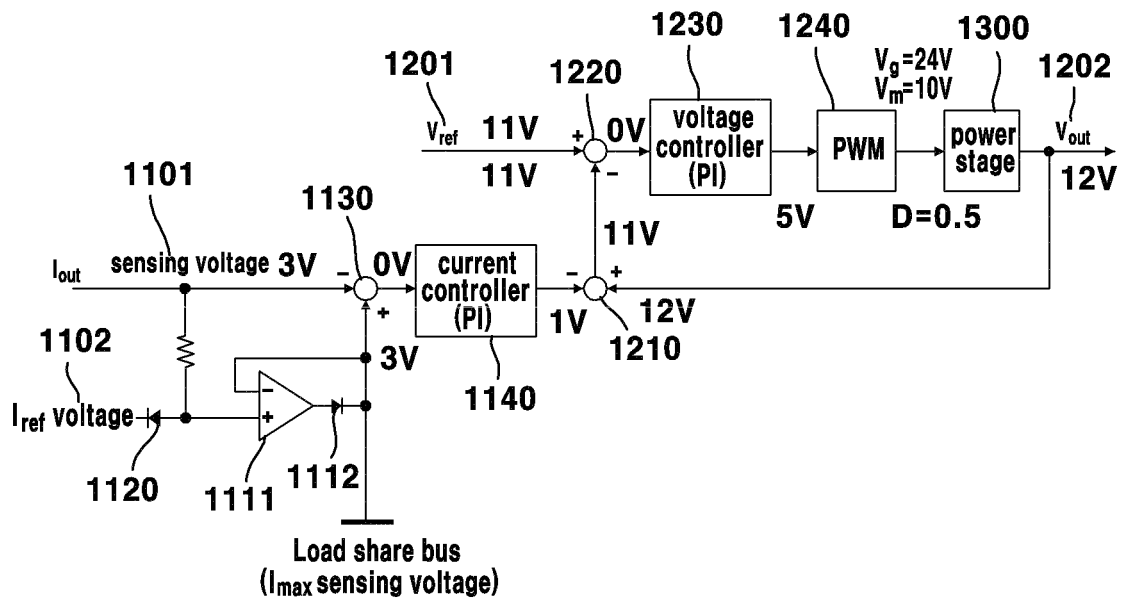 1230
1240
1300
V_g=24V
V_m=10V
1202
1201
1220
V_ref
11V
11V
+
0V
-
voltage
controller
(PI)
5V
PWM
D=0.5
power
stage
V_out
12V
1101
1130
11V
I_out
sensing voltage 3V
-
0V
+
current
controller
(PI)
-
1V
+
12V
1210
1102
3V
1140
I_ref voltage
-
+
1120
1111
1112
Load share bus
(I_max sensing voltage)